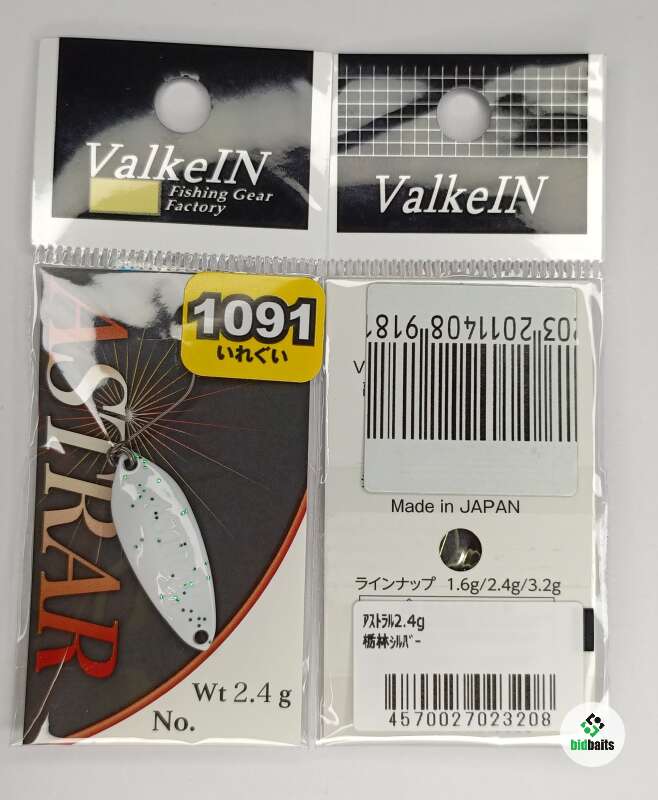 ValkeIN
Fishing Gear
Factory
1091
いれぐい
ASTRAR
Wt 2.4 g
No.
ValkeIN
203 2011408 918
Made in JAPAN
ラインナップ 1.6g/2.4g/3.2g
ｱｽﾄﾗﾙ2.4g
栃林ｼﾙﾊﾞｰ
4570027023208
bidbaits